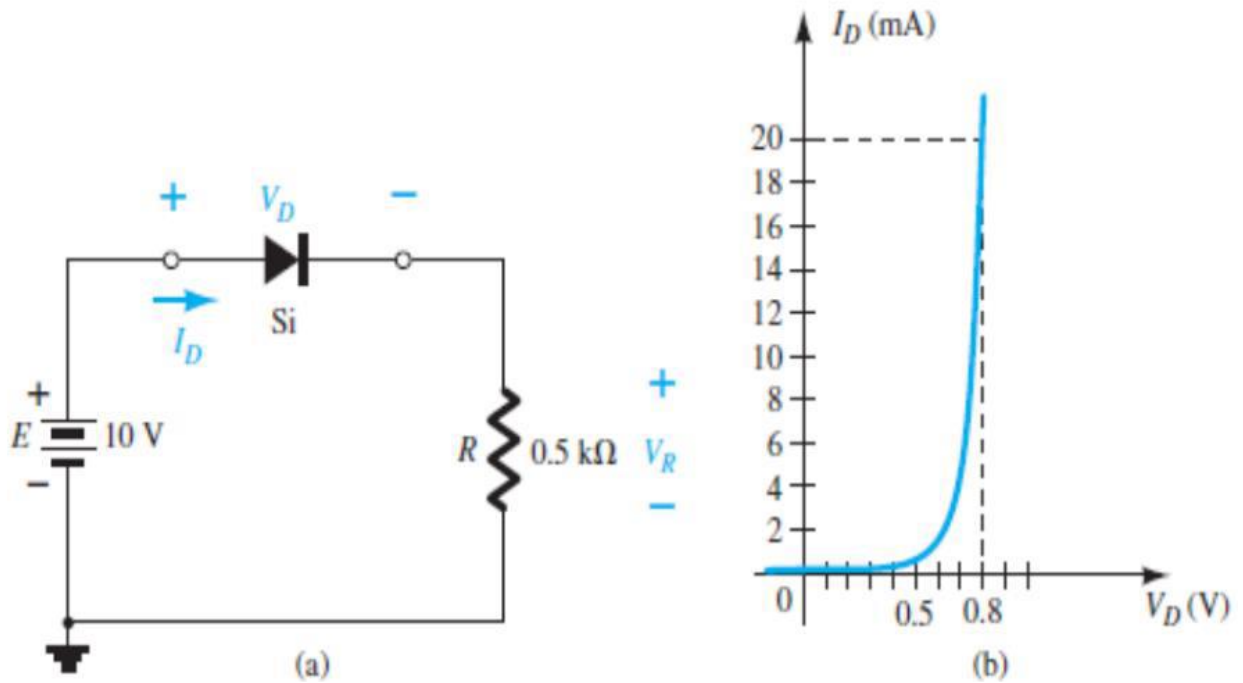 + V_D −
I_D
Si
+
E 10 V
−
R 0.5 kΩ
+
V_R
−
(a)
I_D (mA)
20
18
16
14
12
10
8
6
4
2
0 0.5 0.8 V_D (V)
(b)